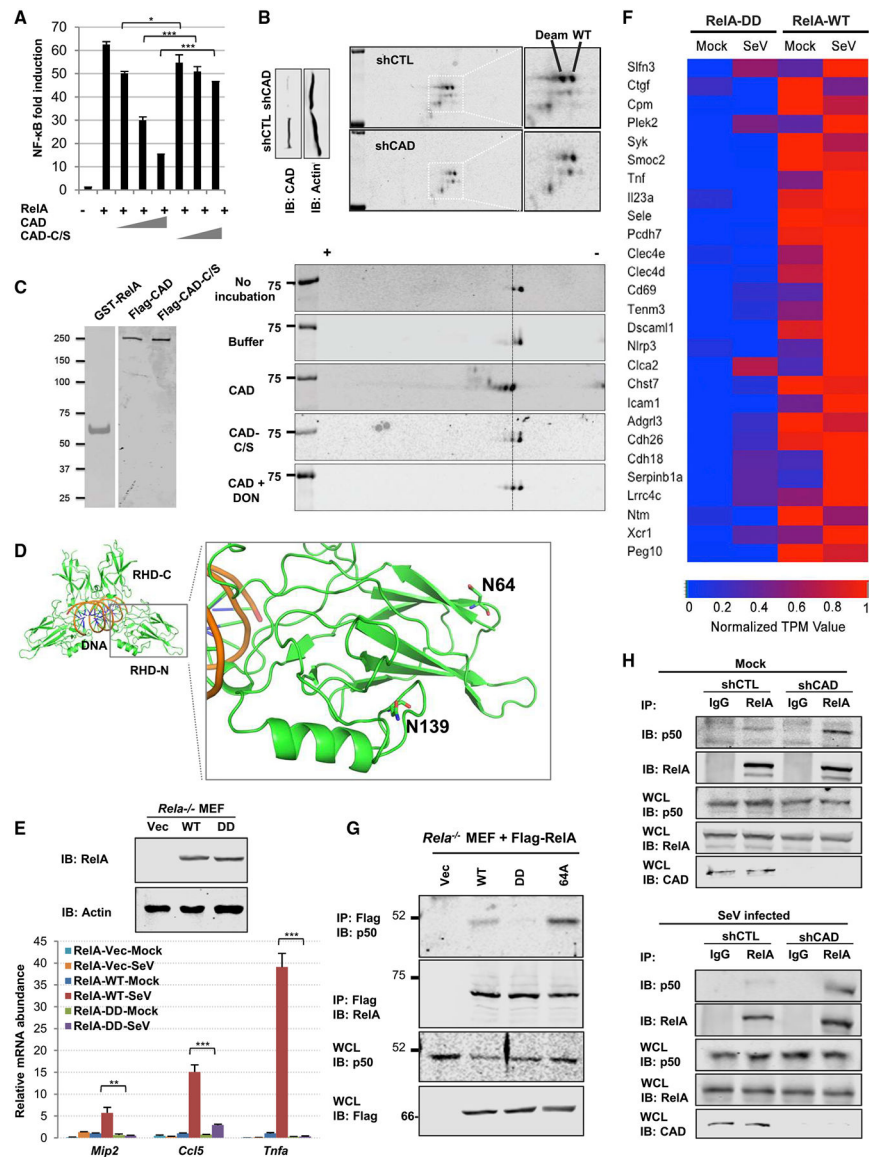 A
NF-κB fold induction
70
60
50
40
30
20
10
0
*
***
***
RelA - + + + + + + +
CAD
CAD-C/S
B
shCTL shCAD
IB: CAD
IB: Actin
shCTL
shCAD
Deam WT
C
GST-RelA
Flag-CAD
Flag-CAD-C/S
250
150
100
75
50
37
25
+ -
No incubation 75
Buffer 75
CAD 75
CAD-C/S 75
CAD + DON 75
D
RHD-C
DNA
RHD-N
N64
N139
E
Rela-/- MEF
Vec WT DD
IB: RelA
IB: Actin
Relative mRNA abundance
45
40
35
30
25
20
15
10
5
0
RelA-Vec-Mock
RelA-Vec-SeV
RelA-WT-Mock
RelA-WT-SeV
RelA-DD-Mock
RelA-DD-SeV
**
***
***
Mip2 Ccl5 Tnfa
F
RelA-DD RelA-WT
Mock SeV Mock SeV
Slfn3
Ctgf
Cpm
Plek2
Syk
Smoc2
Tnf
Il23a
Sele
Pcdh7
Clec4e
Clec4d
Cd69
Tenm3
Dscaml1
Nlrp3
Clca2
Chst7
Icam1
Adgrl3
Cdh26
Cdh18
Serpinb1a
Lrrc4c
Ntm
Xcr1
Peg10
0 0.2 0.4 0.6 0.8 1
Normalized TPM Value
G
Rela-/- MEF + Flag-RelA
Vec WT DD 64A
IP: Flag
IB: p50
52
75
IP: Flag
IB: RelA
WCL
IB: p50
52
WCL
IB: Flag
66
H
Mock
shCTL shCAD
IP: IgG RelA IgG RelA
IB: p50
IB: RelA
WCL
IB: p50
WCL
IB: RelA
WCL
IB: CAD
SeV infected
shCTL shCAD
IP: IgG RelA IgG RelA
IB: p50
IB: RelA
WCL
IB: p50
WCL
IB: RelA
WCL
IB: CAD